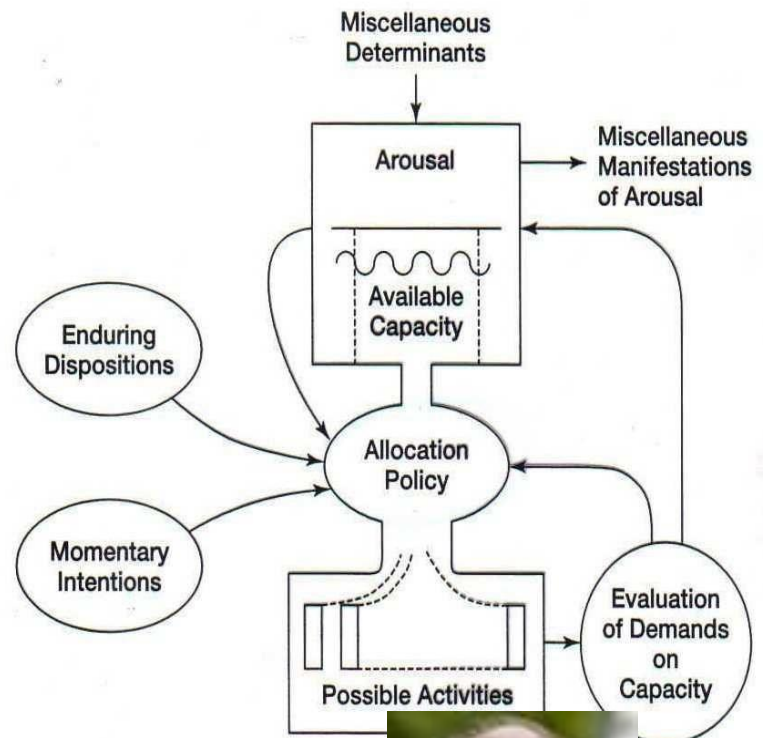 Miscellaneous
Determinants
Arousal
Miscellaneous
Manifestations
of Arousal
Available
Capacity
Enduring
Dispositions
Allocation
Policy
Momentary
Intentions
Evaluation
of Demands
on
Capacity
Possible Activities